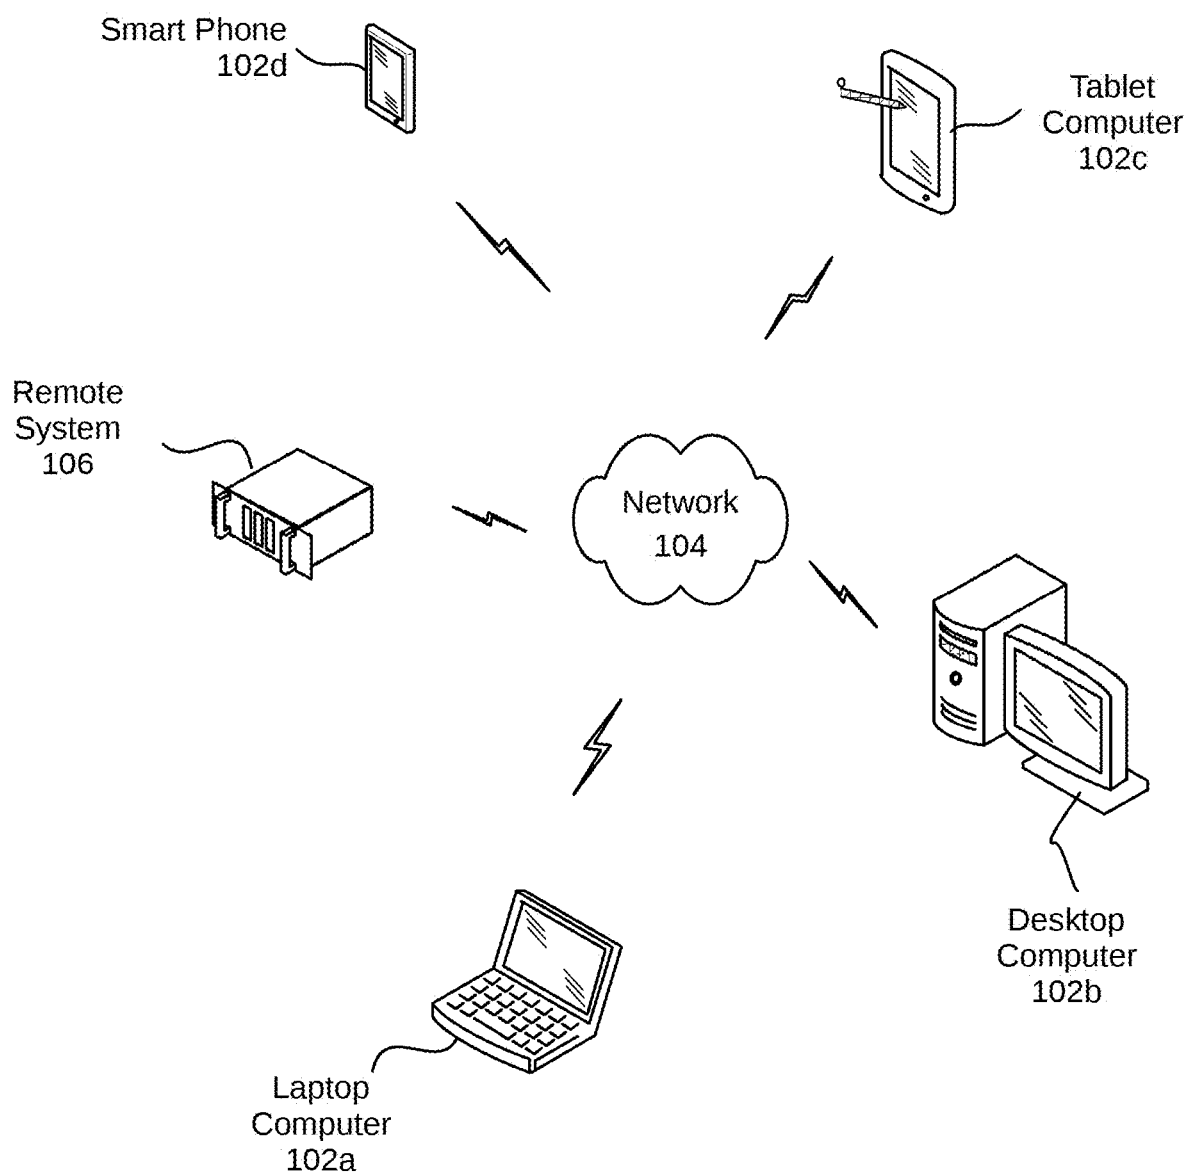 Smart Phone
102d
Tablet
Computer
102c
Remote
System
106
Network
104
Desktop
Computer
102b
Laptop
Computer
102a